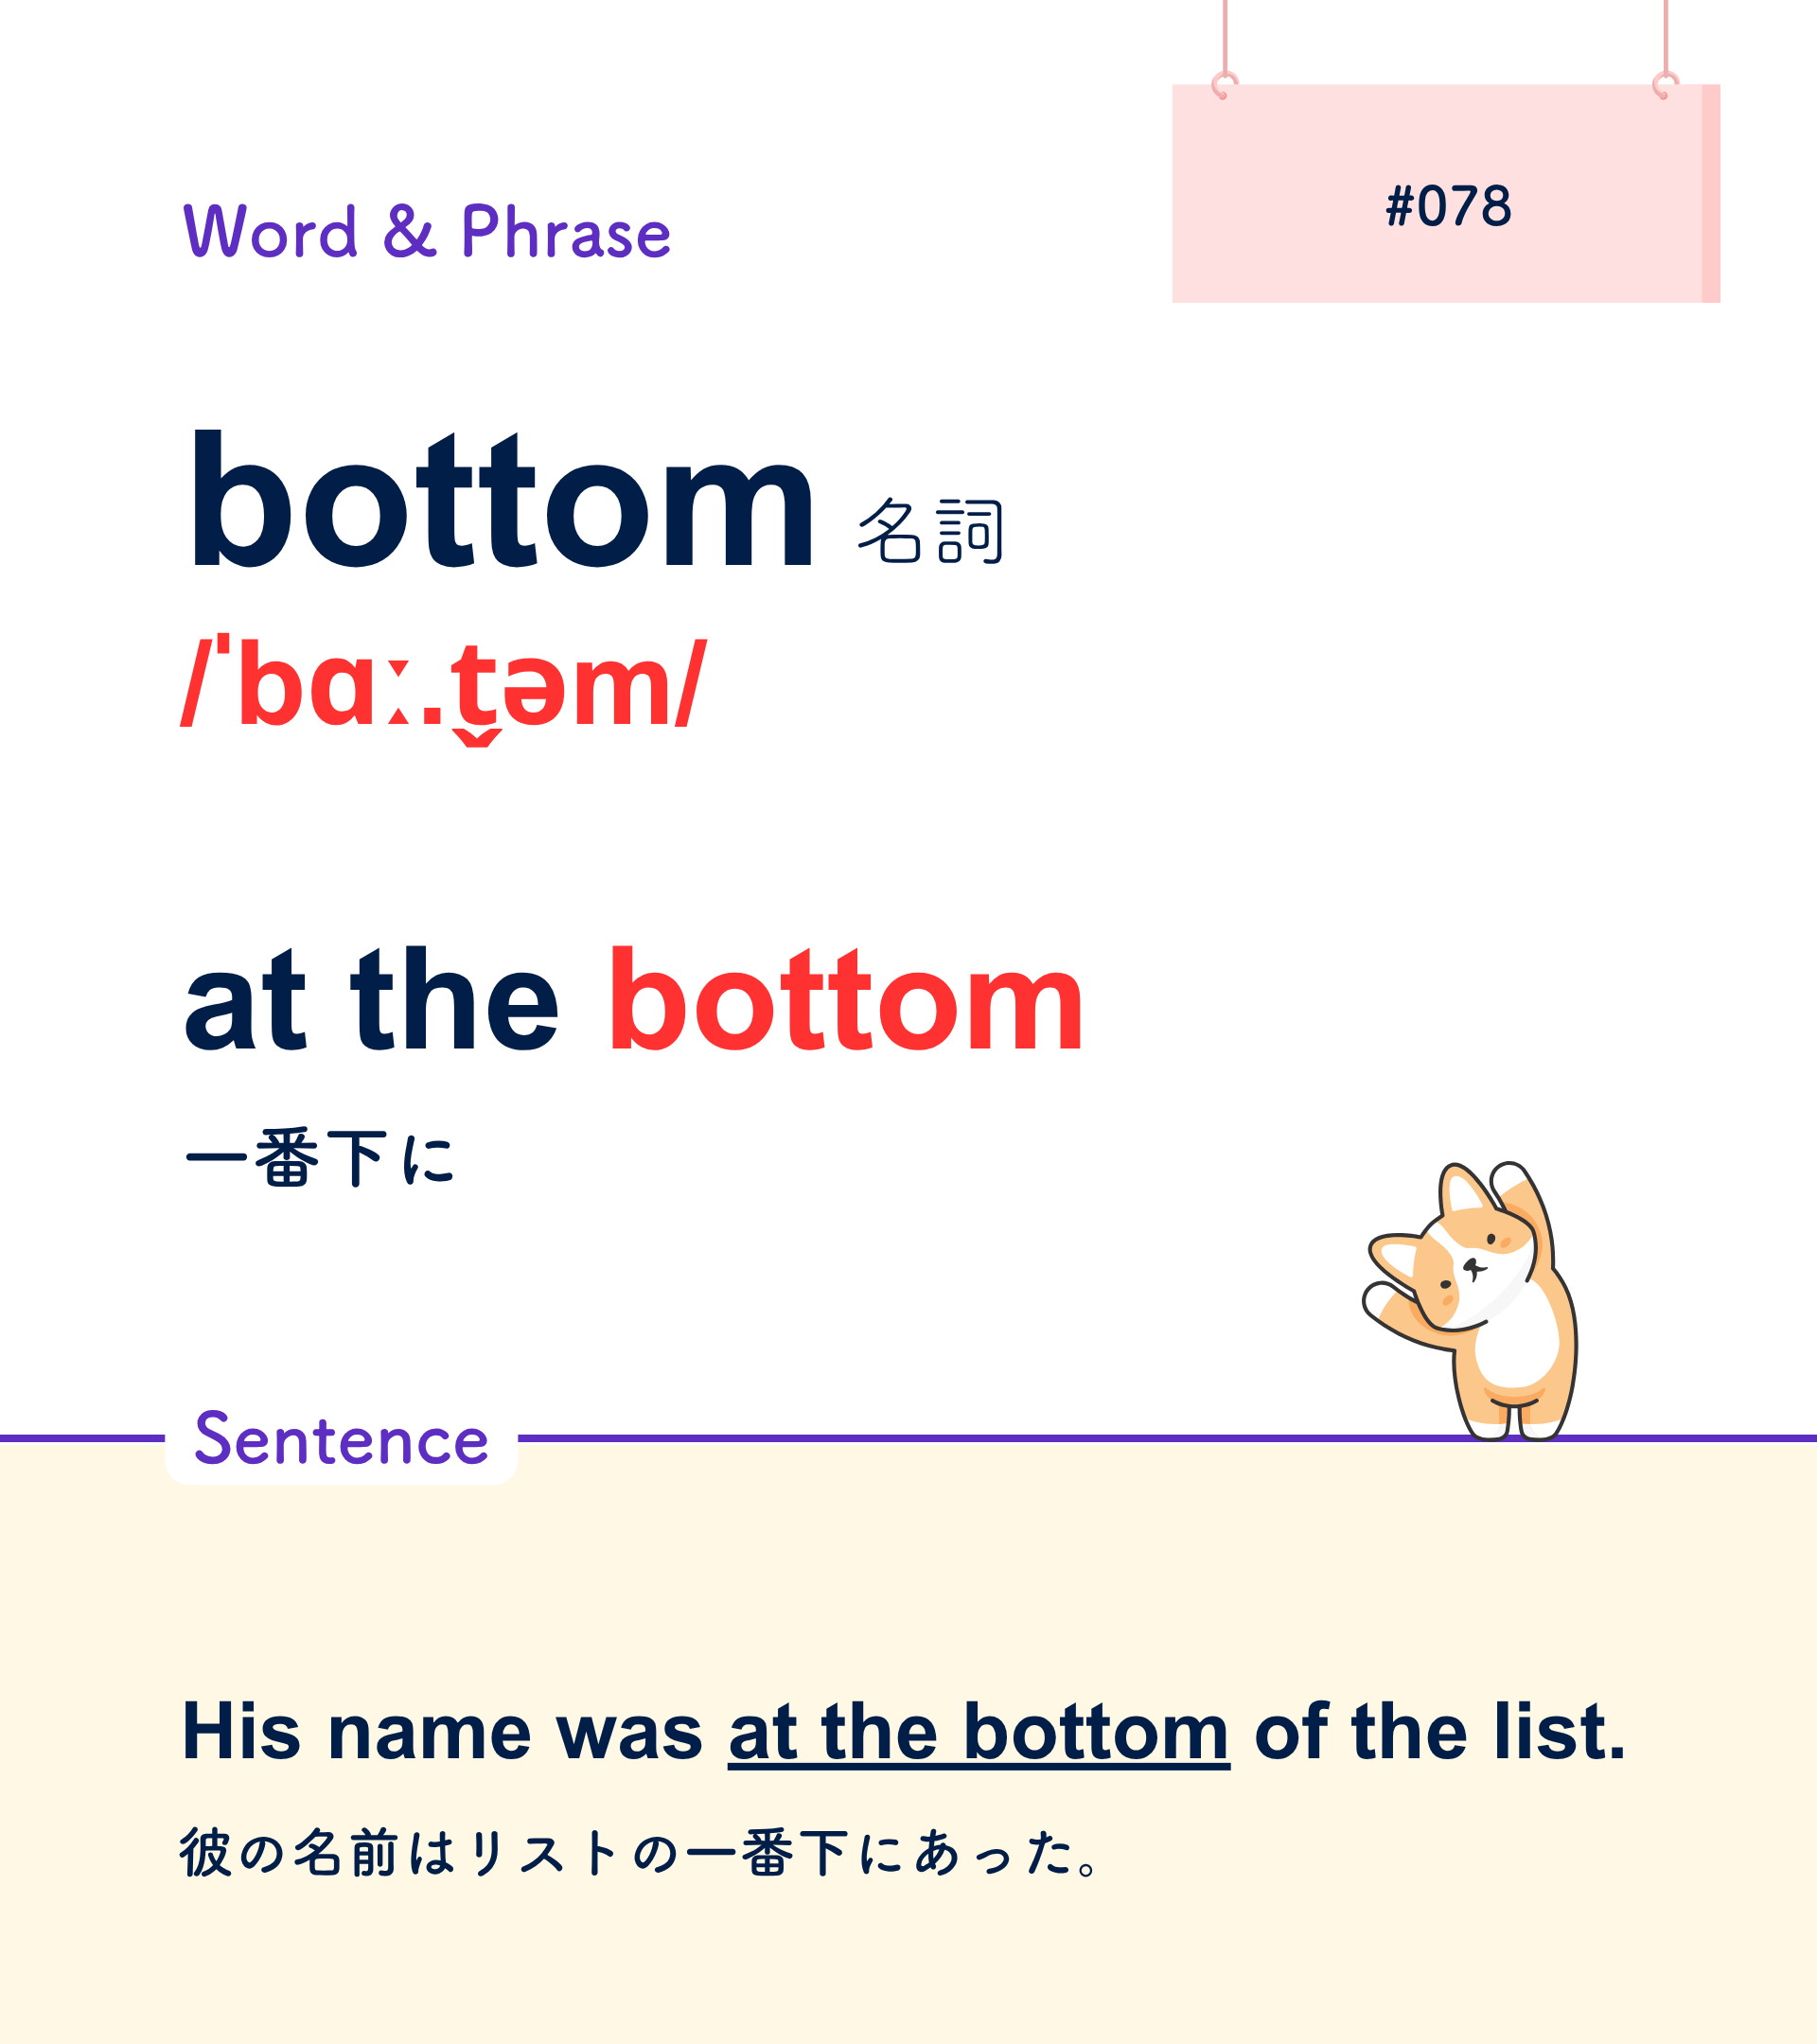 #078
Word & Phrase
bottom 名詞
/ˈbɑː.t̬əm/
at the bottom
一番下に
Sentence
His name was at the bottom of the list.
彼の名前はリストの一番下にあった。